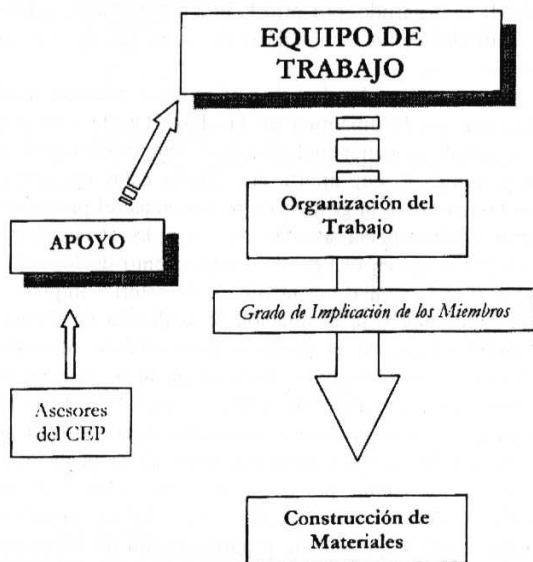 EQUIPO DE
TRABAJO
Organización del
Trabajo
APOYO
Grado de Implicación de los Miembros
Asesores
del CEP
Construcción de
Materiales